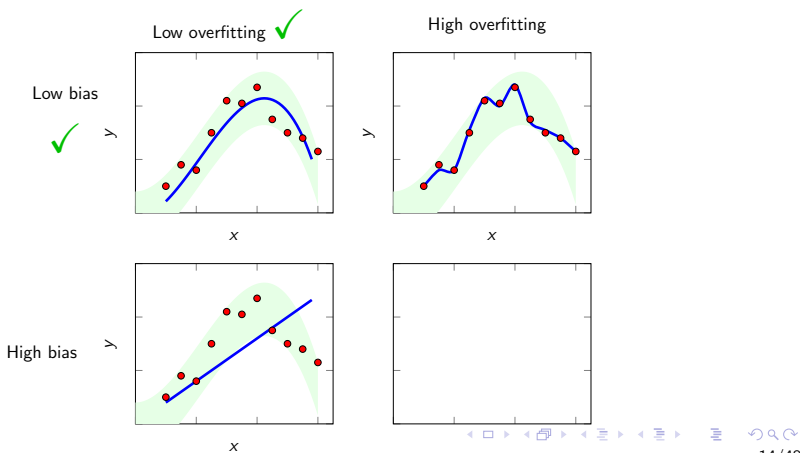 Low overfitting
High overfitting
Low bias
y
x
y
x
High bias
y
x